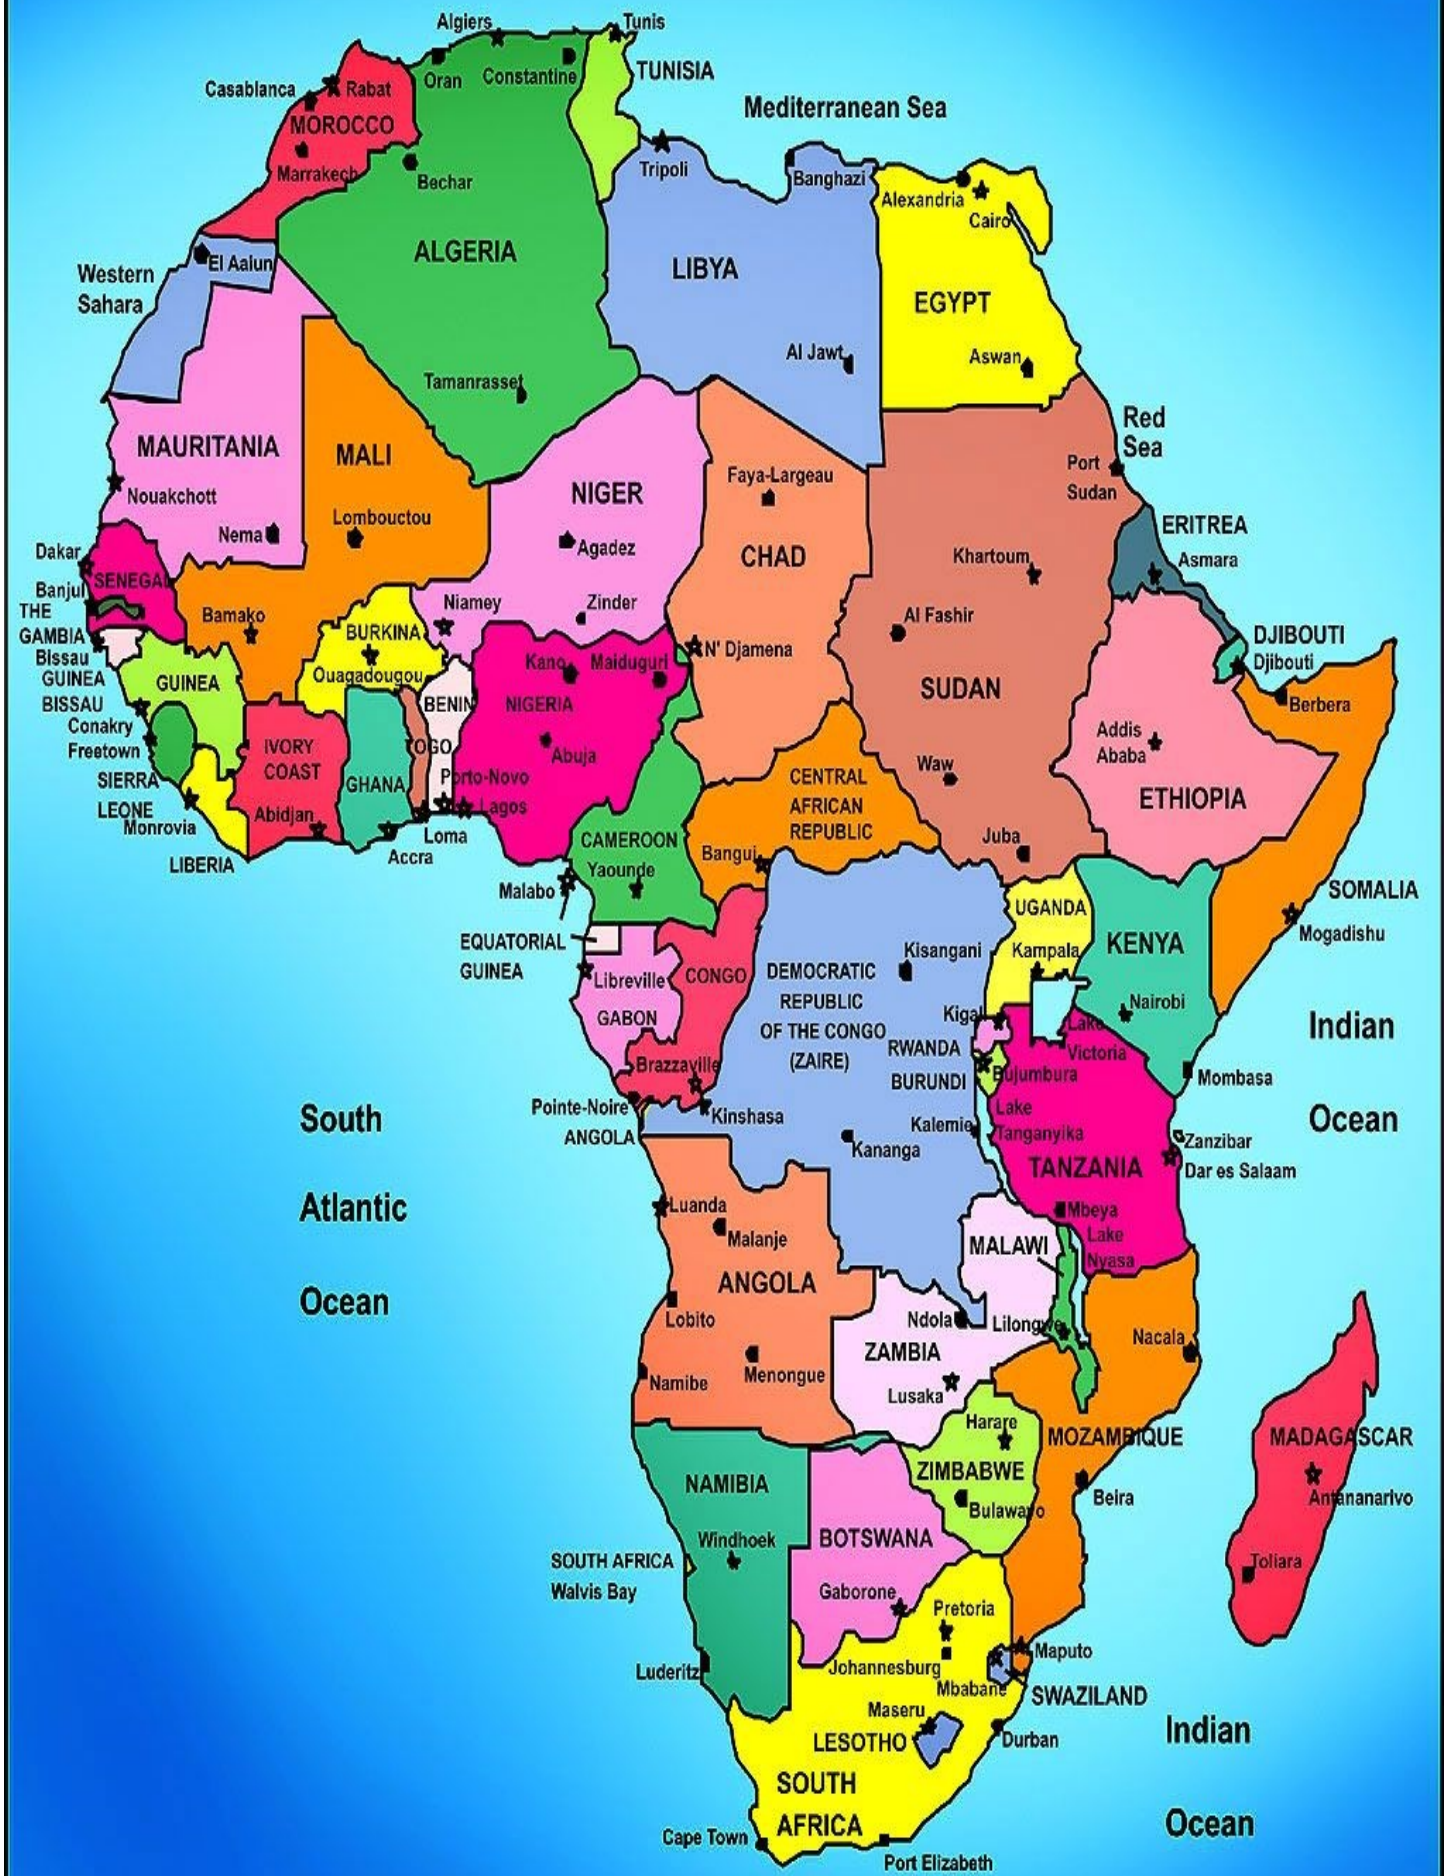 Algiers
Tunis
Oran
Constantine
TUNISIA
Casablanca
Rabat
MOROCCO
Marrakech
Bechar
Mediterranean Sea
Tripoli
Banghazi
Alexandria
Cairo
Western
Sahara
El Aalun
ALGERIA
LIBYA
EGYPT
Al Jawt
Aswan
Tamanrasset
Red
Sea
MAURITANIA
MALI
NIGER
Faya-Largeau
Port
Sudan
Nouakchott
Nema
Lombouctou
Agadez
CHAD
Khartoum
ERITREA
Asmara
Dakar
SENEGAL
Banjul
THE
GAMBIA
Bissau
GUINEA
BISSAU
Conakry
Freetown
SIERRA
LEONE
Monrovia
LIBERIA
GUINEA
Bamako
BURKINA
Ouagadougou
Niamey
Zinder
N' Djamena
Al Fashir
SUDAN
DJIBOUTI
Djibouti
Berbera
Kano
Maiduguri
BENIN
NIGERIA
Abuja
IVORY
COAST
Abidjan
GHANA
TOGO
Porto-Novo
Lagos
Loma
Accra
Addis
Ababa
ETHIOPIA
Waw
Juba
CENTRAL
AFRICAN
REPUBLIC
Bangui
CAMEROON
Yaounde
Malabo
EQUATORIAL
GUINEA
Libreville
GABON
CONGO
Brazzaville
Pointe-Noire
ANGOLA
Kinshasa
DEMOCRATIC
REPUBLIC
OF THE CONGO
(ZAIRE)
Kisangani
Kananga
Kalemie
UGANDA
Kampala
KENYA
Nairobi
SOMALIA
Mogadishu
Kigali
RWANDA
BURUNDI
Bujumbura
Lake
Victoria
Mombasa
Indian
Ocean
Lake
Tanganyika
TANZANIA
Zanzibar
Dar es Salaam
Mbeya
Lake
Nyasa
South
Atlantic
Ocean
Luanda
Malanje
ANGOLA
Lobito
Menongue
Namibe
MALAWI
Ndola
Lilongwe
ZAMBIA
Lusaka
Nacala
Harare
MOZAMBIQUE
MADAGASCAR
Antananarivo
Toliara
NAMIBIA
Windhoek
ZIMBABWE
Bulawayo
Beira
BOTSWANA
Gaborone
SOUTH AFRICA
Walvis Bay
Luderitz
Pretoria
Johannesburg
Maputo
Mbabane
SWAZILAND
Maseru
LESOTHO
Durban
SOUTH
AFRICA
Cape Town
Port Elizabeth
Indian
Ocean